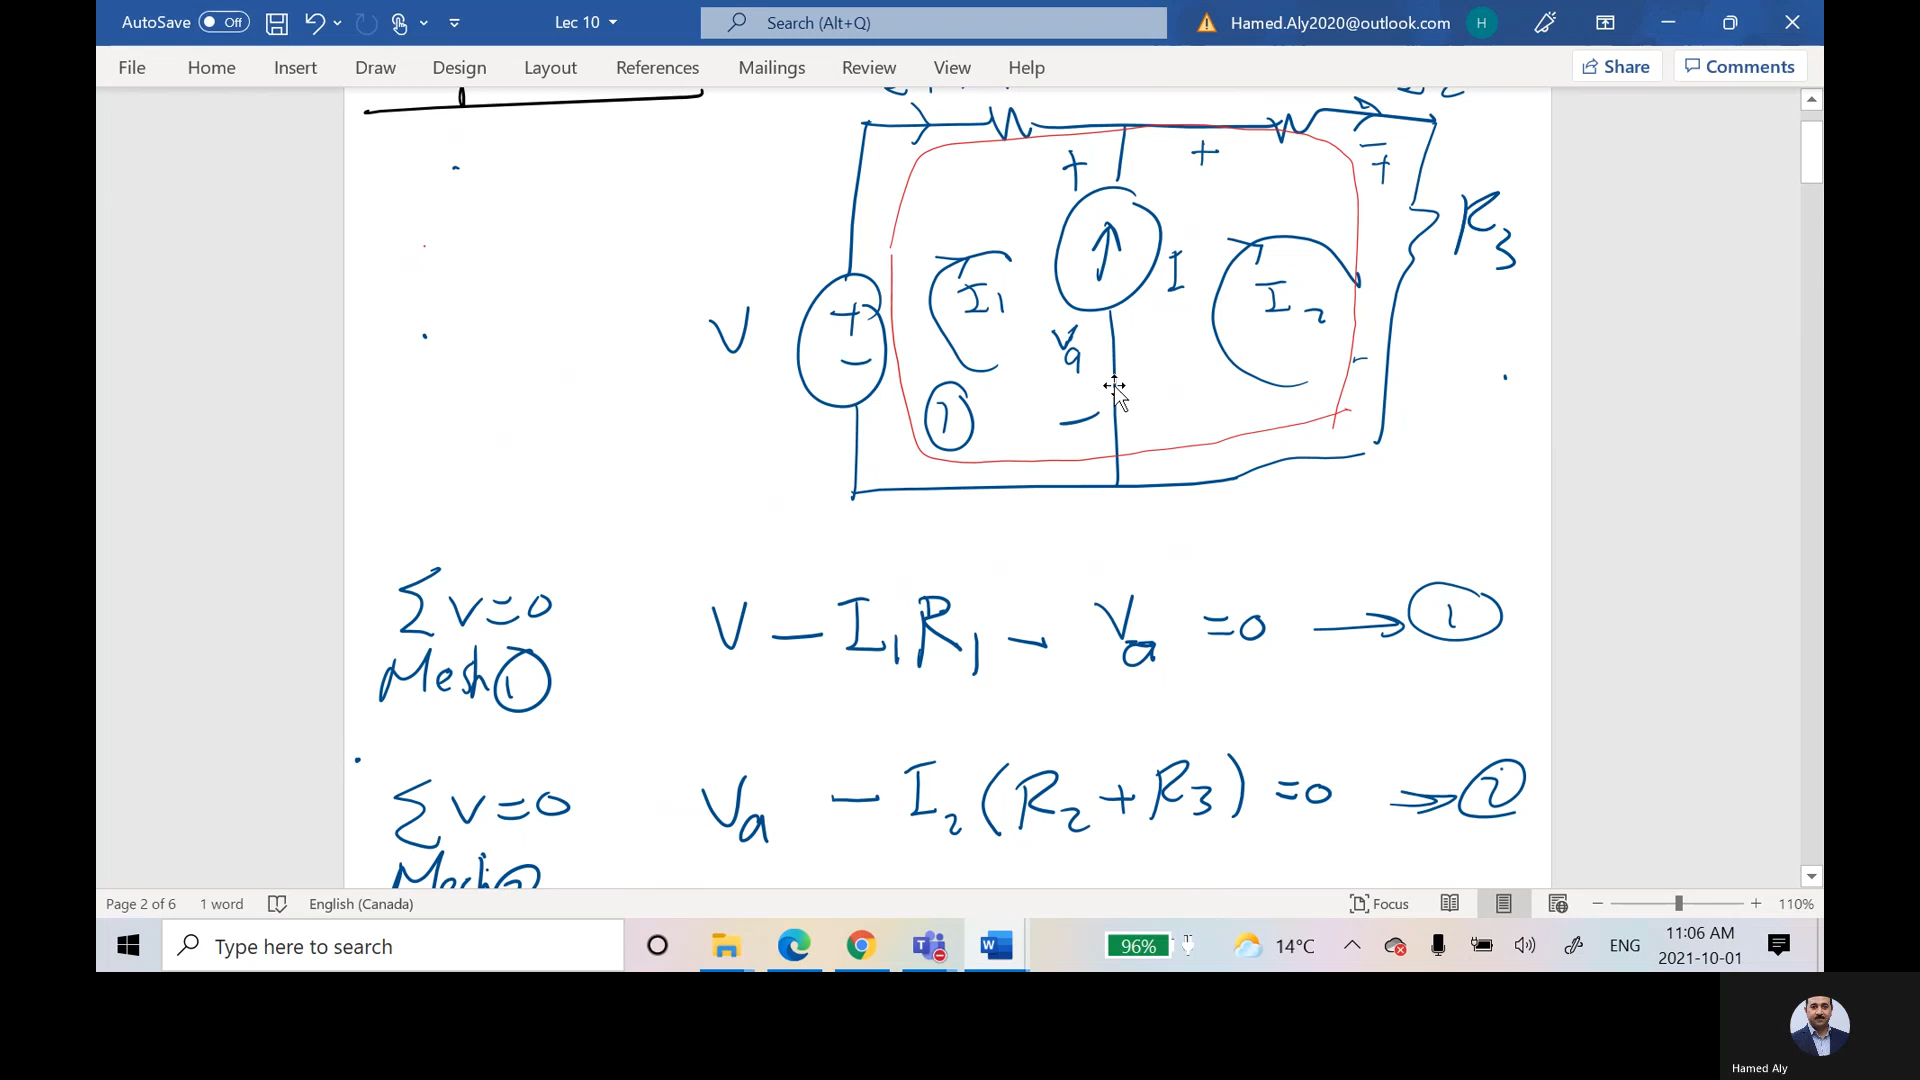 AutoSave Off Lec 10 Search (Alt+Q) Hamed.Aly2020@outlook.com H
File Home Insert Draw Design Layout References Mailings Review View Help Share Comments
+ + - +
R3
I1 I I2
V + -
Va
1 - -
Σv=0 V - I1R1 - Va =0 → 1
Mesh 1
Σv=0 Va - I2(R2+R3) =0 → 2
Mesh 2
Page 2 of 6 1 word English (Canada) Focus 110%
Type here to search 96% 14°C ENG 11:06 AM
2021-10-01
Hamed Aly